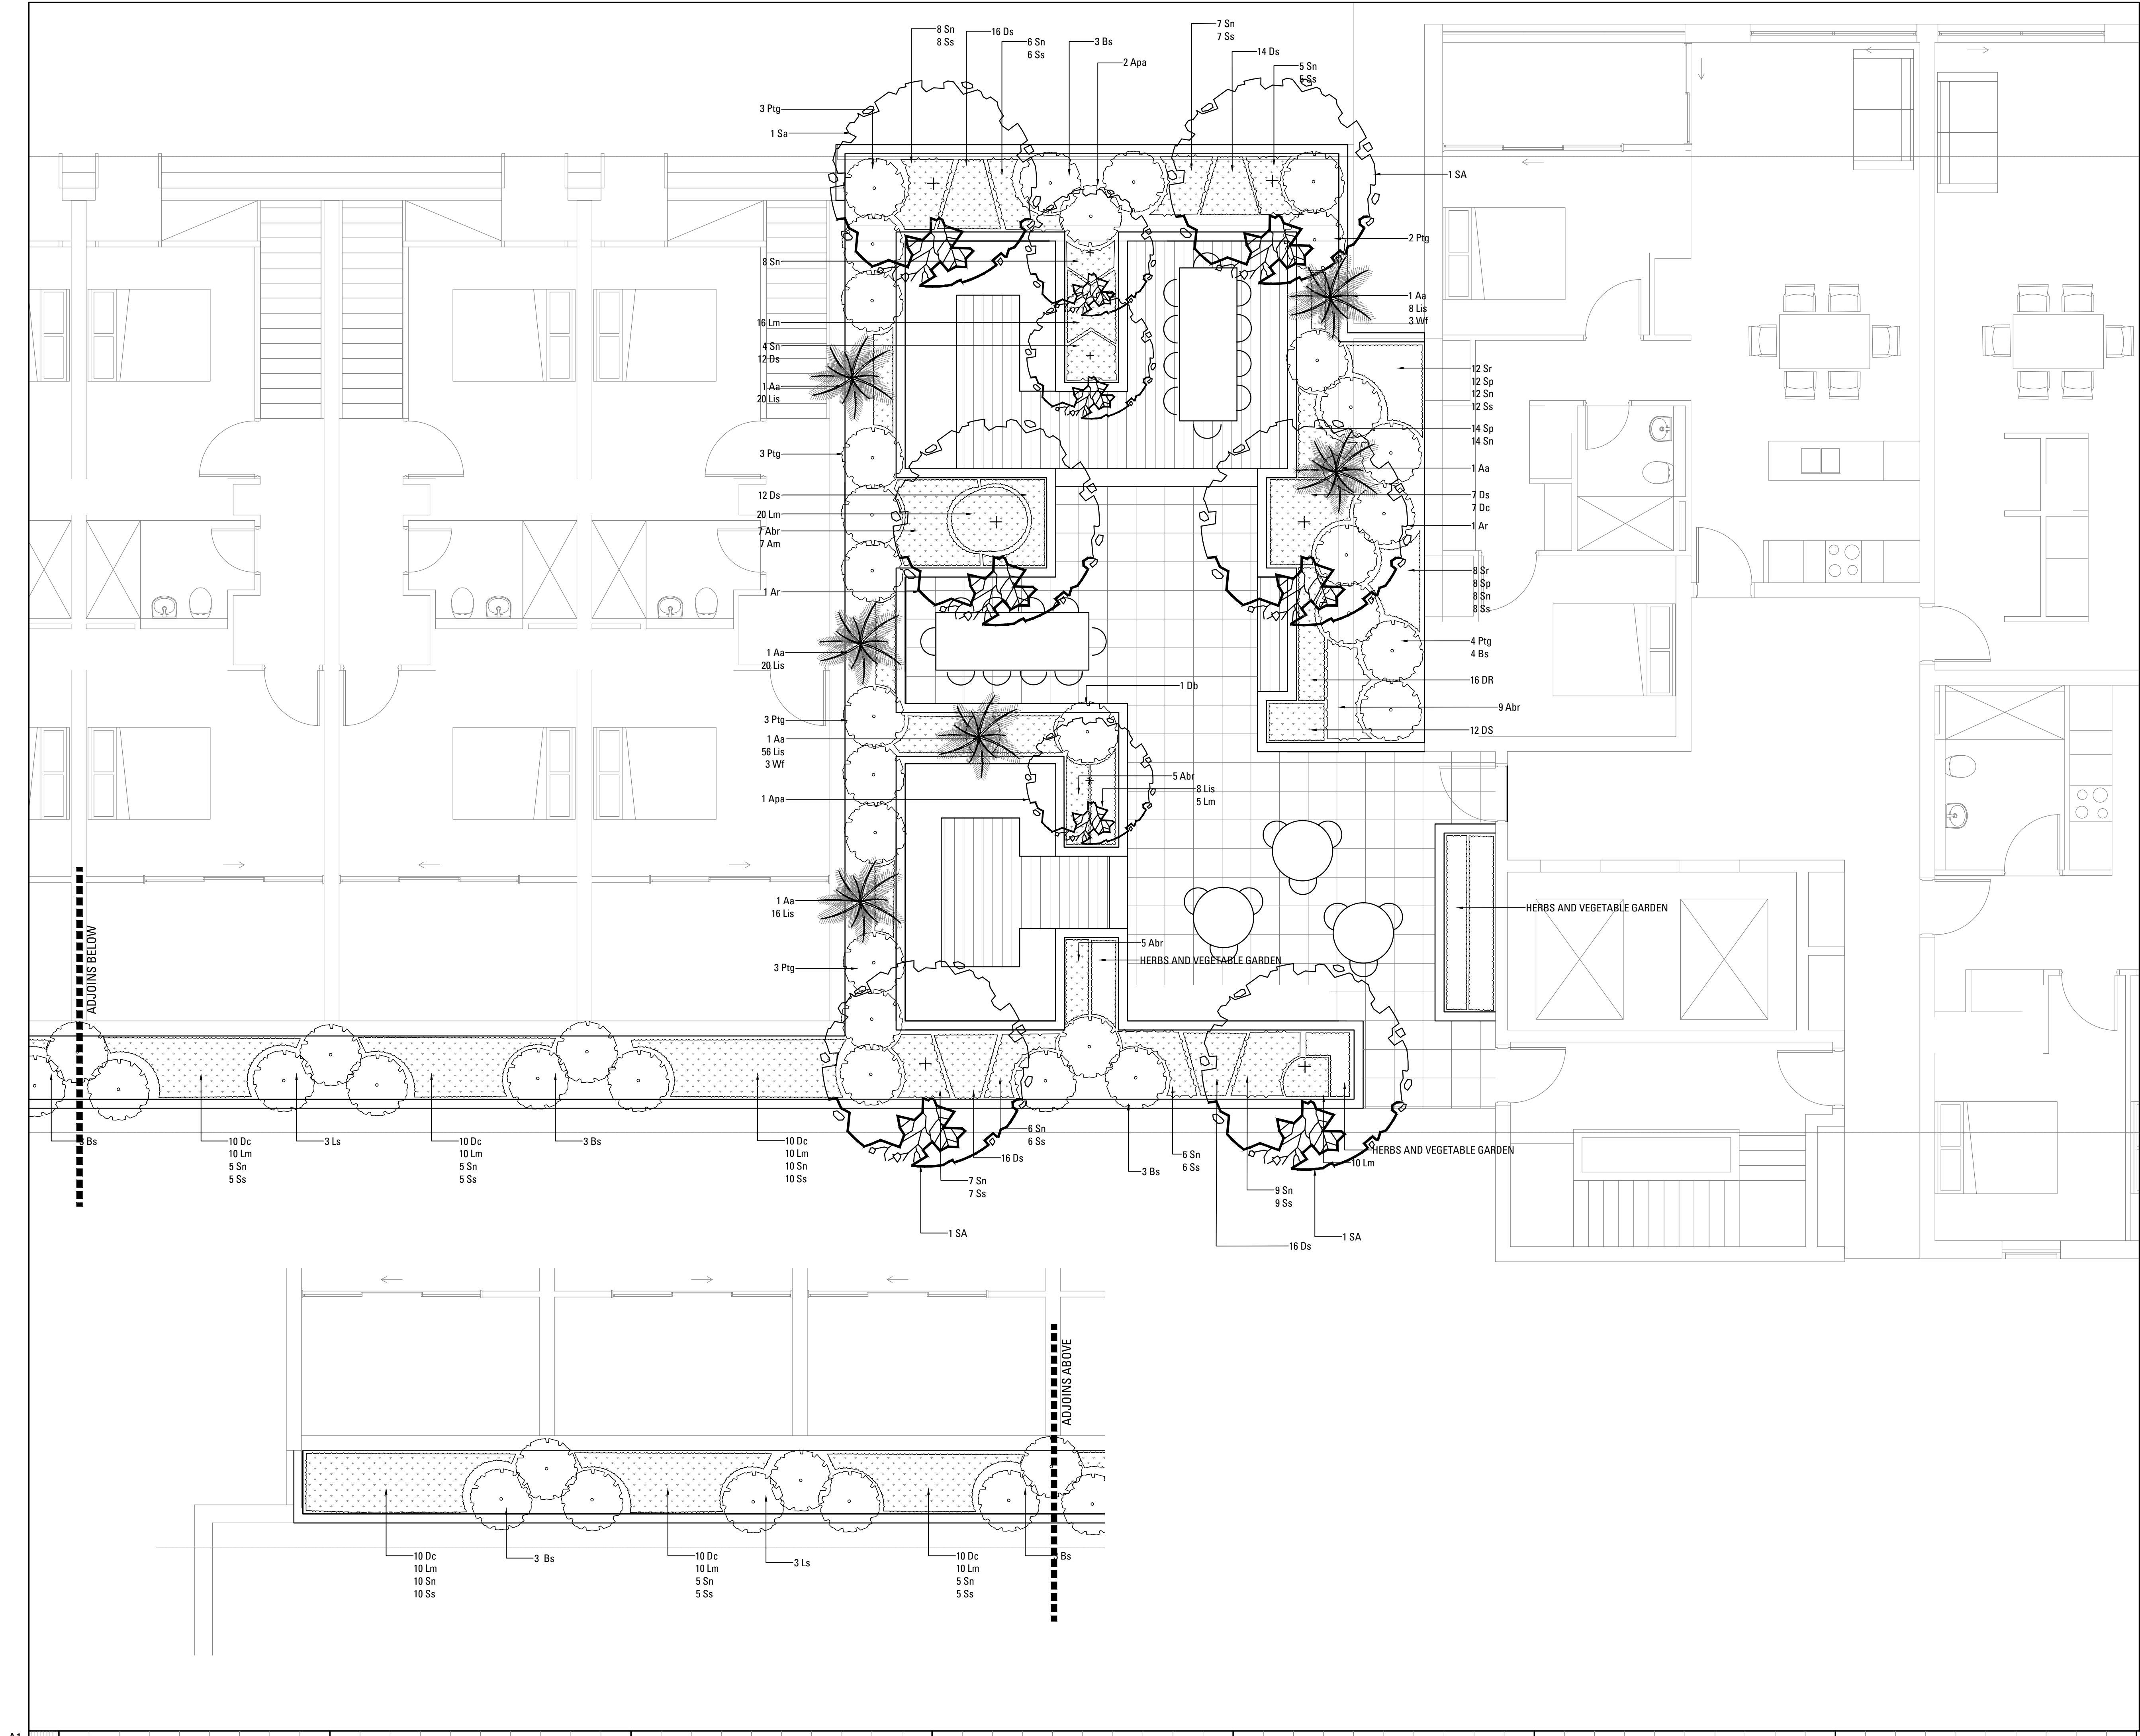 8 Sn
8 Ss
16 Ds
6 Sn
6 Ss
3 Bs
2 Apa
7 Sn
7 Ss
14 Ds
5 Sn
5 Ss
3 Ptg
1 Sa
1 SA
2 Ptg
8 Sn
1 Aa
8 Lis
3 Wf
16 Lm
4 Sn
12 Ds
1 Aa
20 Lis
12 Sr
12 Sp
12 Sn
12 Ss
14 Sp
14 Sn
3 Ptg
1 Aa
12 Ds
20 Lm
7 Abr
7 Am
7 Ds
7 Dc
1 Ar
1 Ar
8 Sr
8 Sp
8 Sn
8 Ss
4 Ptg
4 Bs
1 Aa
20 Lis
16 DR
1 Db
9 Abr
3 Ptg
12 DS
1 Aa
56 Lis
3 Wf
5 Abr
8 Lis
5 Lm
1 Apa
1 Aa
16 Lis
HERBS AND VEGETABLE GARDEN
5 Abr
HERBS AND VEGETABLE GARDEN
3 Ptg
ADJOINS BELOW
Bs
10 Dc
10 Lm
5 Sn
5 Ss
3 Ls
10 Dc
10 Lm
5 Sn
5 Ss
3 Bs
10 Dc
10 Lm
10 Sn
10 Ss
6 Sn
6 Ss
16 Ds
7 Sn
7 Ss
3 Bs
6 Sn
6 Ss
HERBS AND VEGETABLE GARDEN
10 Lm
9 Sn
9 Ss
1 SA
16 Ds
1 SA
ADJOINS ABOVE
10 Dc
10 Lm
10 Sn
10 Ss
3 Bs
10 Dc
10 Lm
5 Sn
5 Ss
3 Ls
10 Dc
10 Lm
5 Sn
5 Ss
Bs